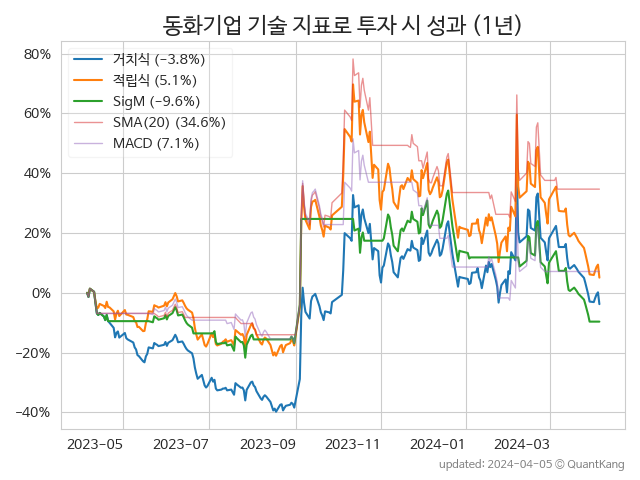 동화기업 기술 지표로 투자 시 성과 (1년)
80%
60%
40%
20%
0%
−20%
−40%
거치식 (−3.8%)
적립식 (5.1%)
SigM (−9.6%)
SMA(20) (34.6%)
MACD (7.1%)
2023-05 2023-07 2023-09 2023-11 2024-01 2024-03
updated: 2024-04-05 © QuantKang